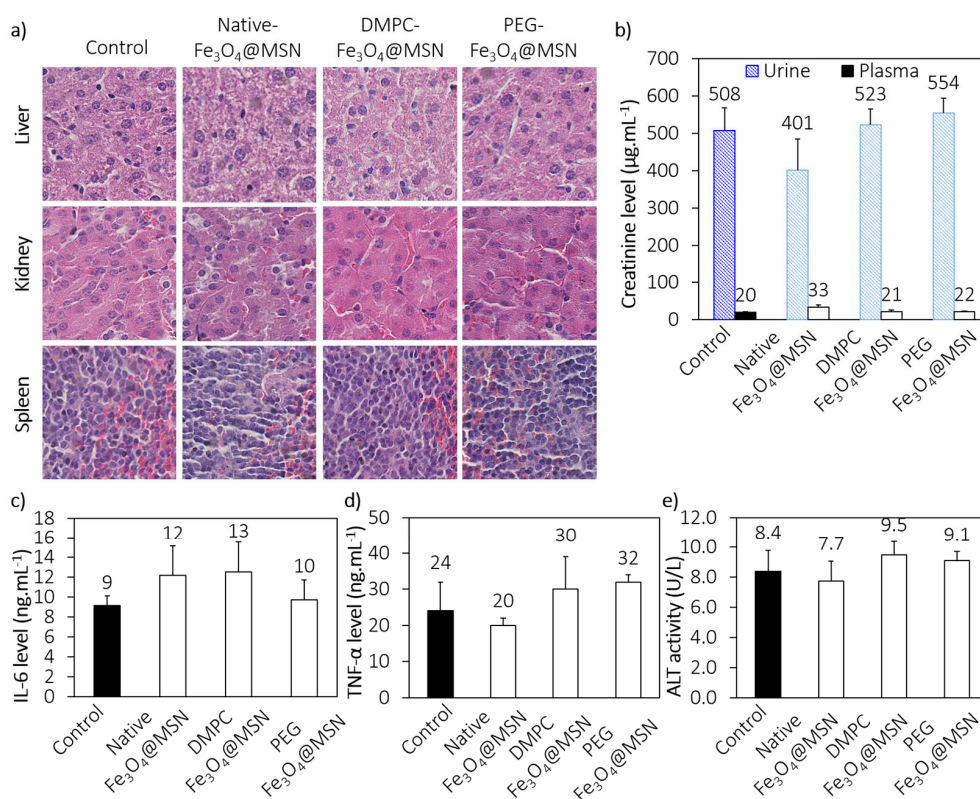 a)
Control
Native-
Fe₃O₄@MSN
DMPC-
Fe₃O₄@MSN
PEG-
Fe₃O₄@MSN
Liver
Kidney
Spleen
b)
Creatinine level (µg.mL⁻¹)
700
600
500
400
300
200
100
0
Urine
Plasma
508
20
401
33
523
21
554
22
Control
Native
Fe₃O₄@MSN
DMPC
Fe₃O₄@MSN
PEG
Fe₃O₄@MSN
c)
IL-6 level (ng.mL⁻¹)
18
16
14
12
10
8
6
4
2
0
9
12
13
10
Control
Native
Fe₃O₄@MSN
DMPC
Fe₃O₄@MSN
PEG
Fe₃O₄@MSN
d)
TNF-α level (ng.mL⁻¹)
50
40
30
20
10
0
24
20
30
32
Control
Native
Fe₃O₄@MSN
DMPC
Fe₃O₄@MSN
PEG
Fe₃O₄@MSN
e)
ALT activity (U/L)
12.0
10.0
8.0
6.0
4.0
2.0
0.0
8.4
7.7
9.5
9.1
Control
Native
Fe₃O₄@MSN
DMPC
Fe₃O₄@MSN
PEG
Fe₃O₄@MSN